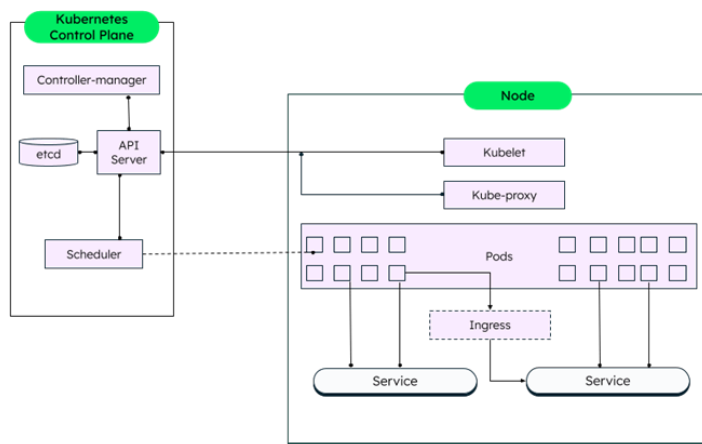 Kubernetes
Control Plane
Controller-manager
etcd
API
Server
Scheduler
Node
Kubelet
Kube-proxy
Pods
Ingress
Service
Service